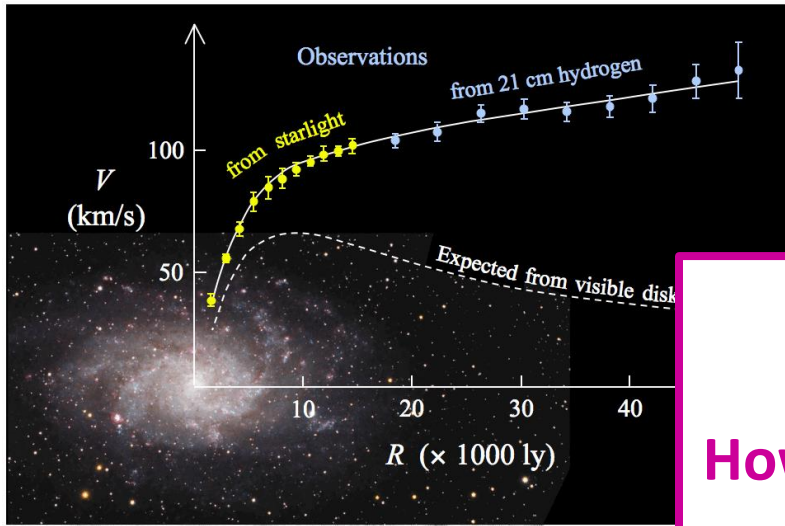 Observations
from 21 cm hydrogen
from starlight
100
V
(km/s)
50
Expected from visible disk
10
20
30
40
R (× 1000 ly)